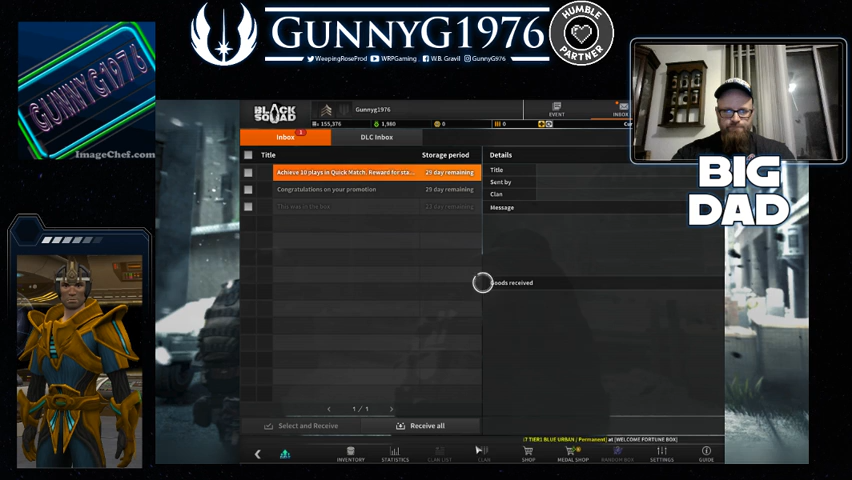 GUNNYG1976
HUMBLE
PARTNER
WeepingRoseProd WRPGaming W.B. Gravil GunnyG976
GUNNYG1976
ImageChef.com
BLACK
SQUAD
Gunnyg1976
155,376 1,980 0 0
EVENT
INBOX
Inbox 1
DLC Inbox
Title
Storage period
Details
Achieve 10 plays in Quick Match. Reward for sta... 29 day remaining
Congratulations on your promotion 29 day remaining
This was in the box 23 day remaining
Title
Sent by
Clan
Message
Goods received
1 / 1
Select and Receive
Receive all
BIG
DAD
TIER1 BLUE URBAN / Permanent] at [WELCOME FORTUNE BOX]
INVENTORY
STATISTICS
CLAN LIST
CLAN
SHOP
MEDAL SHOP
RANDOM BOX
SETTINGS
GUIDE